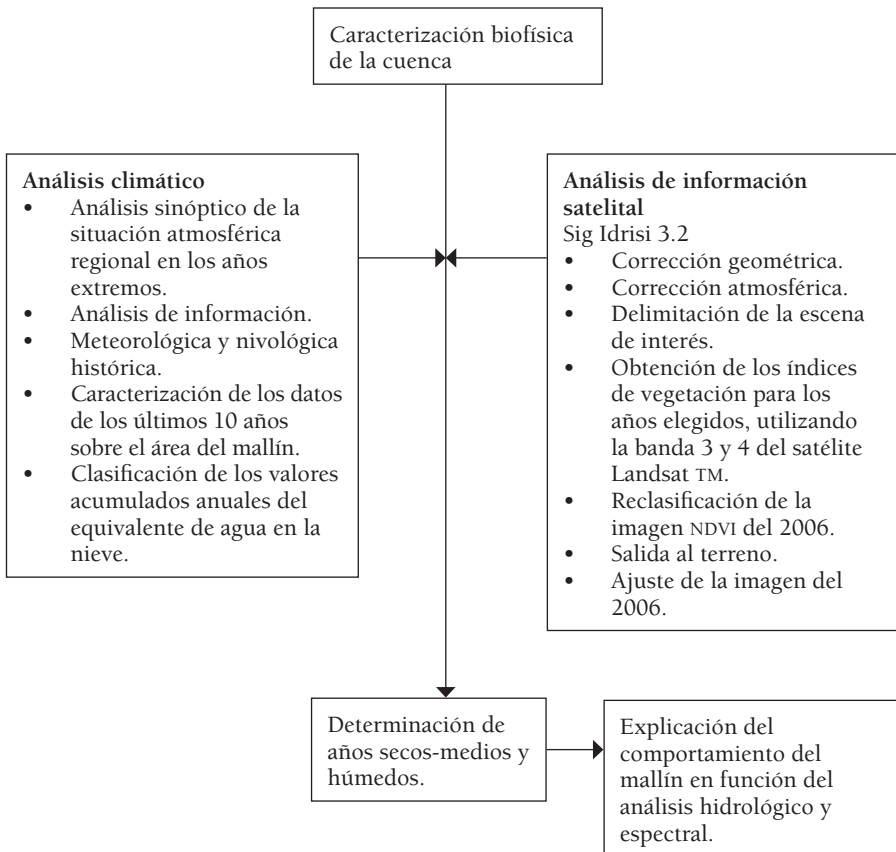 Caracterización biofísica
de la cuenca
Análisis climático
• Análisis sinóptico de la
situación atmosférica
regional en los años
extremos.
• Análisis de información.
• Meteorológica y nivológica
histórica.
• Caracterización de los datos
de los últimos 10 años
sobre el área del mallín.
• Clasificación de los valores
acumulados anuales del
equivalente de agua en la
nieve.
Análisis de información
satelital
Sig Idrisi 3.2
• Corrección geométrica.
• Corrección atmosférica.
• Delimitación de la escena
de interés.
• Obtención de los índices
de vegetación para los
años elegidos, utilizando
la banda 3 y 4 del satélite
Landsat TM.
• Reclasificación de la
imagen NDVI del 2006.
• Salida al terreno.
• Ajuste de la imagen del
2006.
Determinación de
años secos-medios y
húmedos.
Explicación del
comportamiento del
mallín en función del
análisis hidrológico y
espectral.